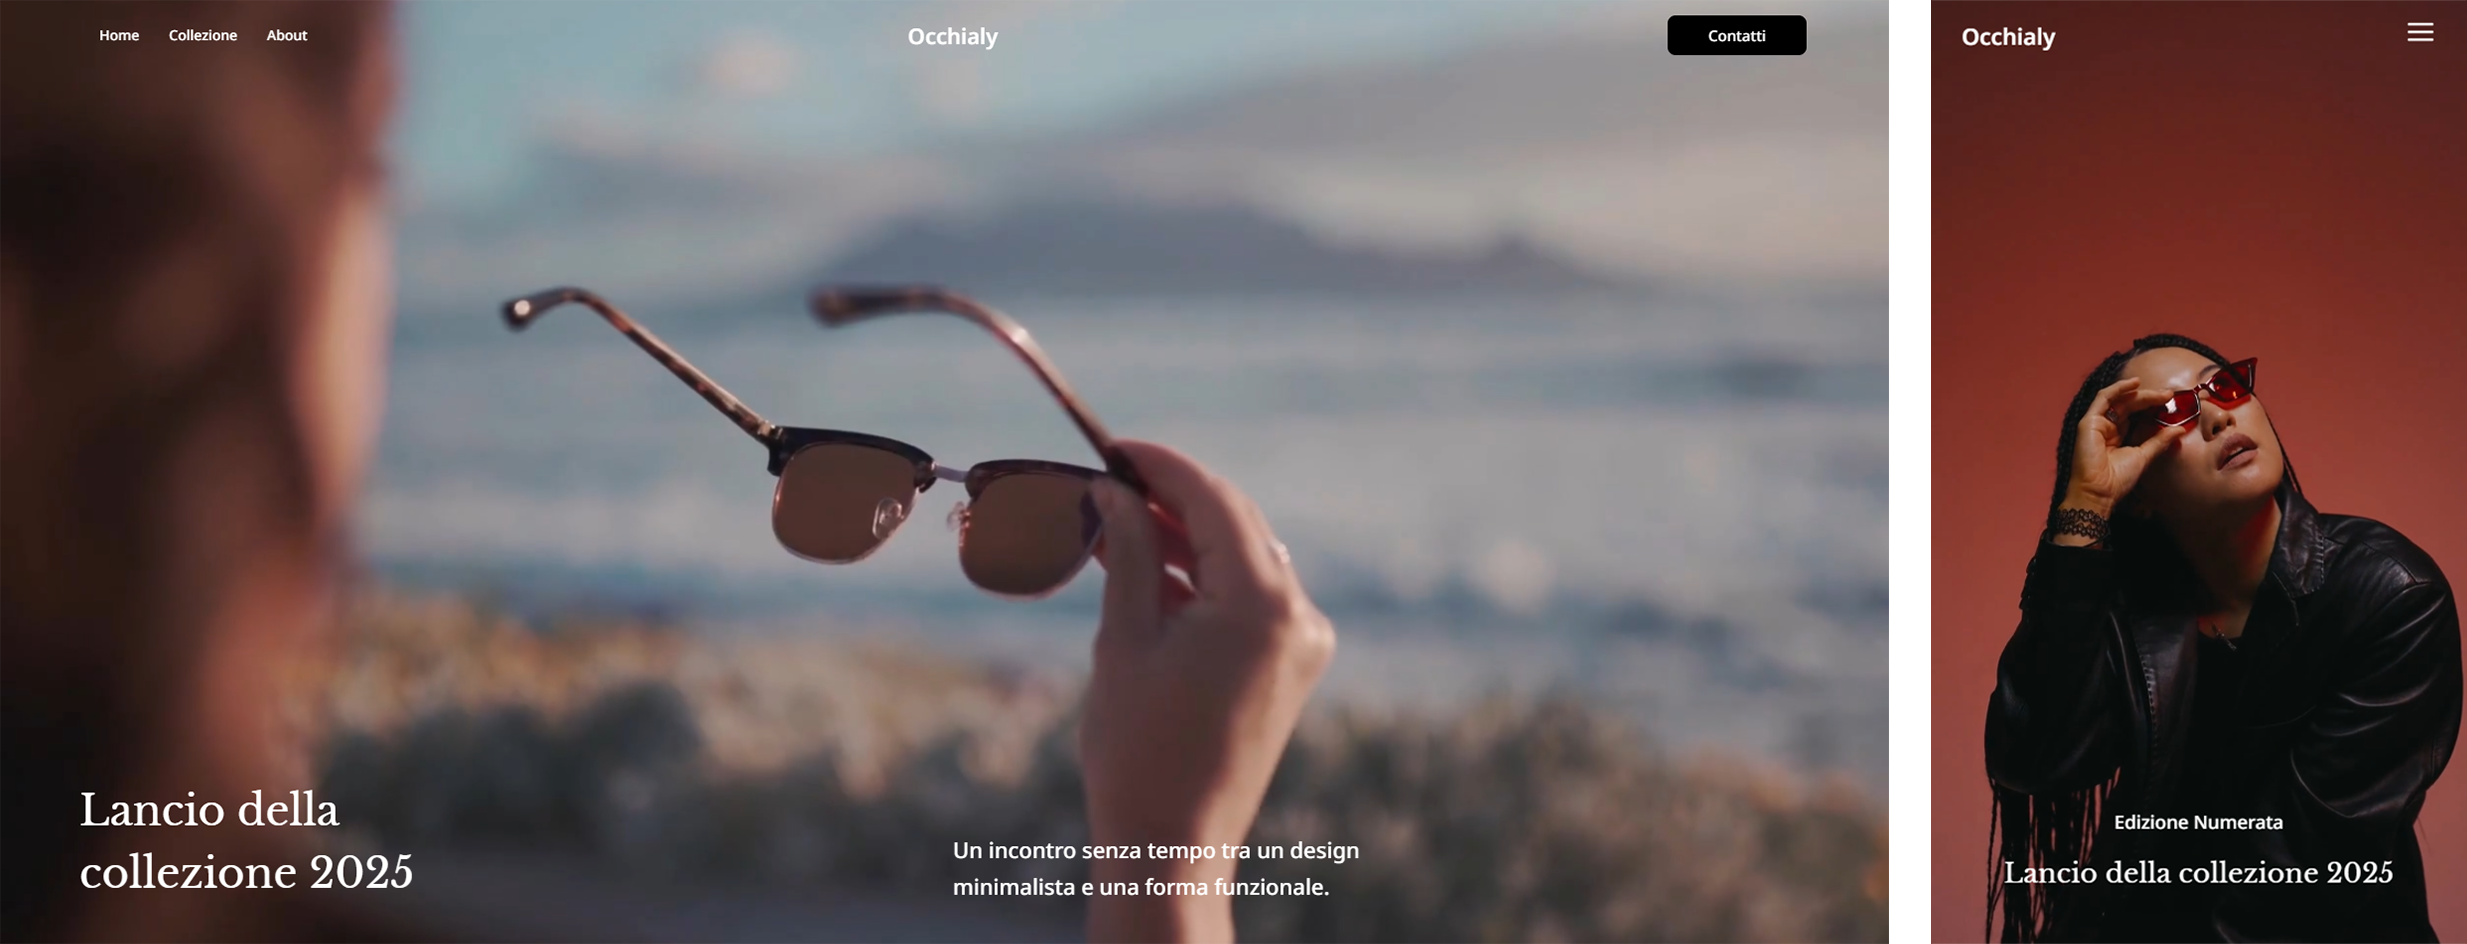 Home
Collezione
About
Occhialy
Contatti
Lancio della
collezione 2025
Un incontro senza tempo tra un design
minimalista e una forma funzionale.
Occhialy
Edizione Numerata
Lancio della collezione 2025